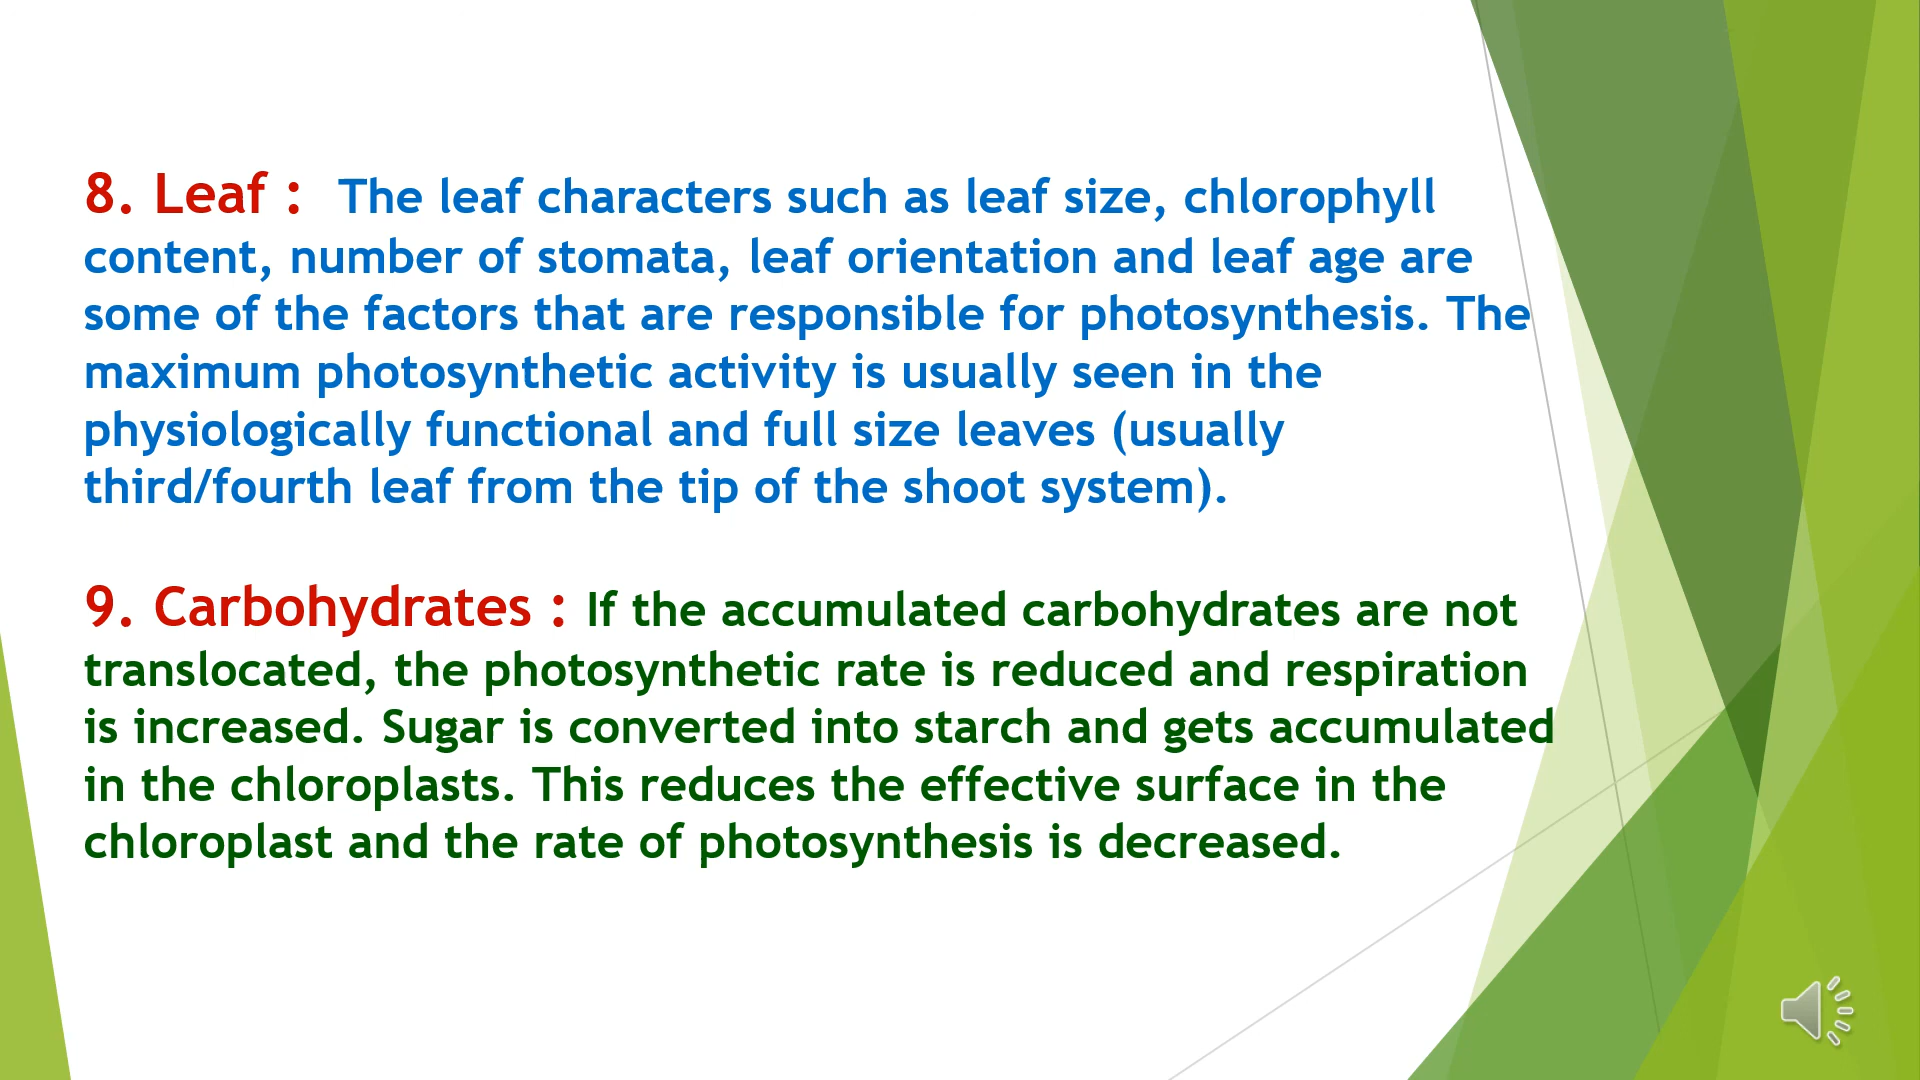 8. Leaf : The leaf characters such as leaf size, chlorophyll
content, number of stomata, leaf orientation and leaf age are
some of the factors that are responsible for photosynthesis. The
maximum photosynthetic activity is usually seen in the
physiologically functional and full size leaves (usually
third/fourth leaf from the tip of the shoot system).
9. Carbohydrates : If the accumulated carbohydrates are not
translocated, the photosynthetic rate is reduced and respiration
is increased. Sugar is converted into starch and gets accumulated
in the chloroplasts. This reduces the effective surface in the
chloroplast and the rate of photosynthesis is decreased.